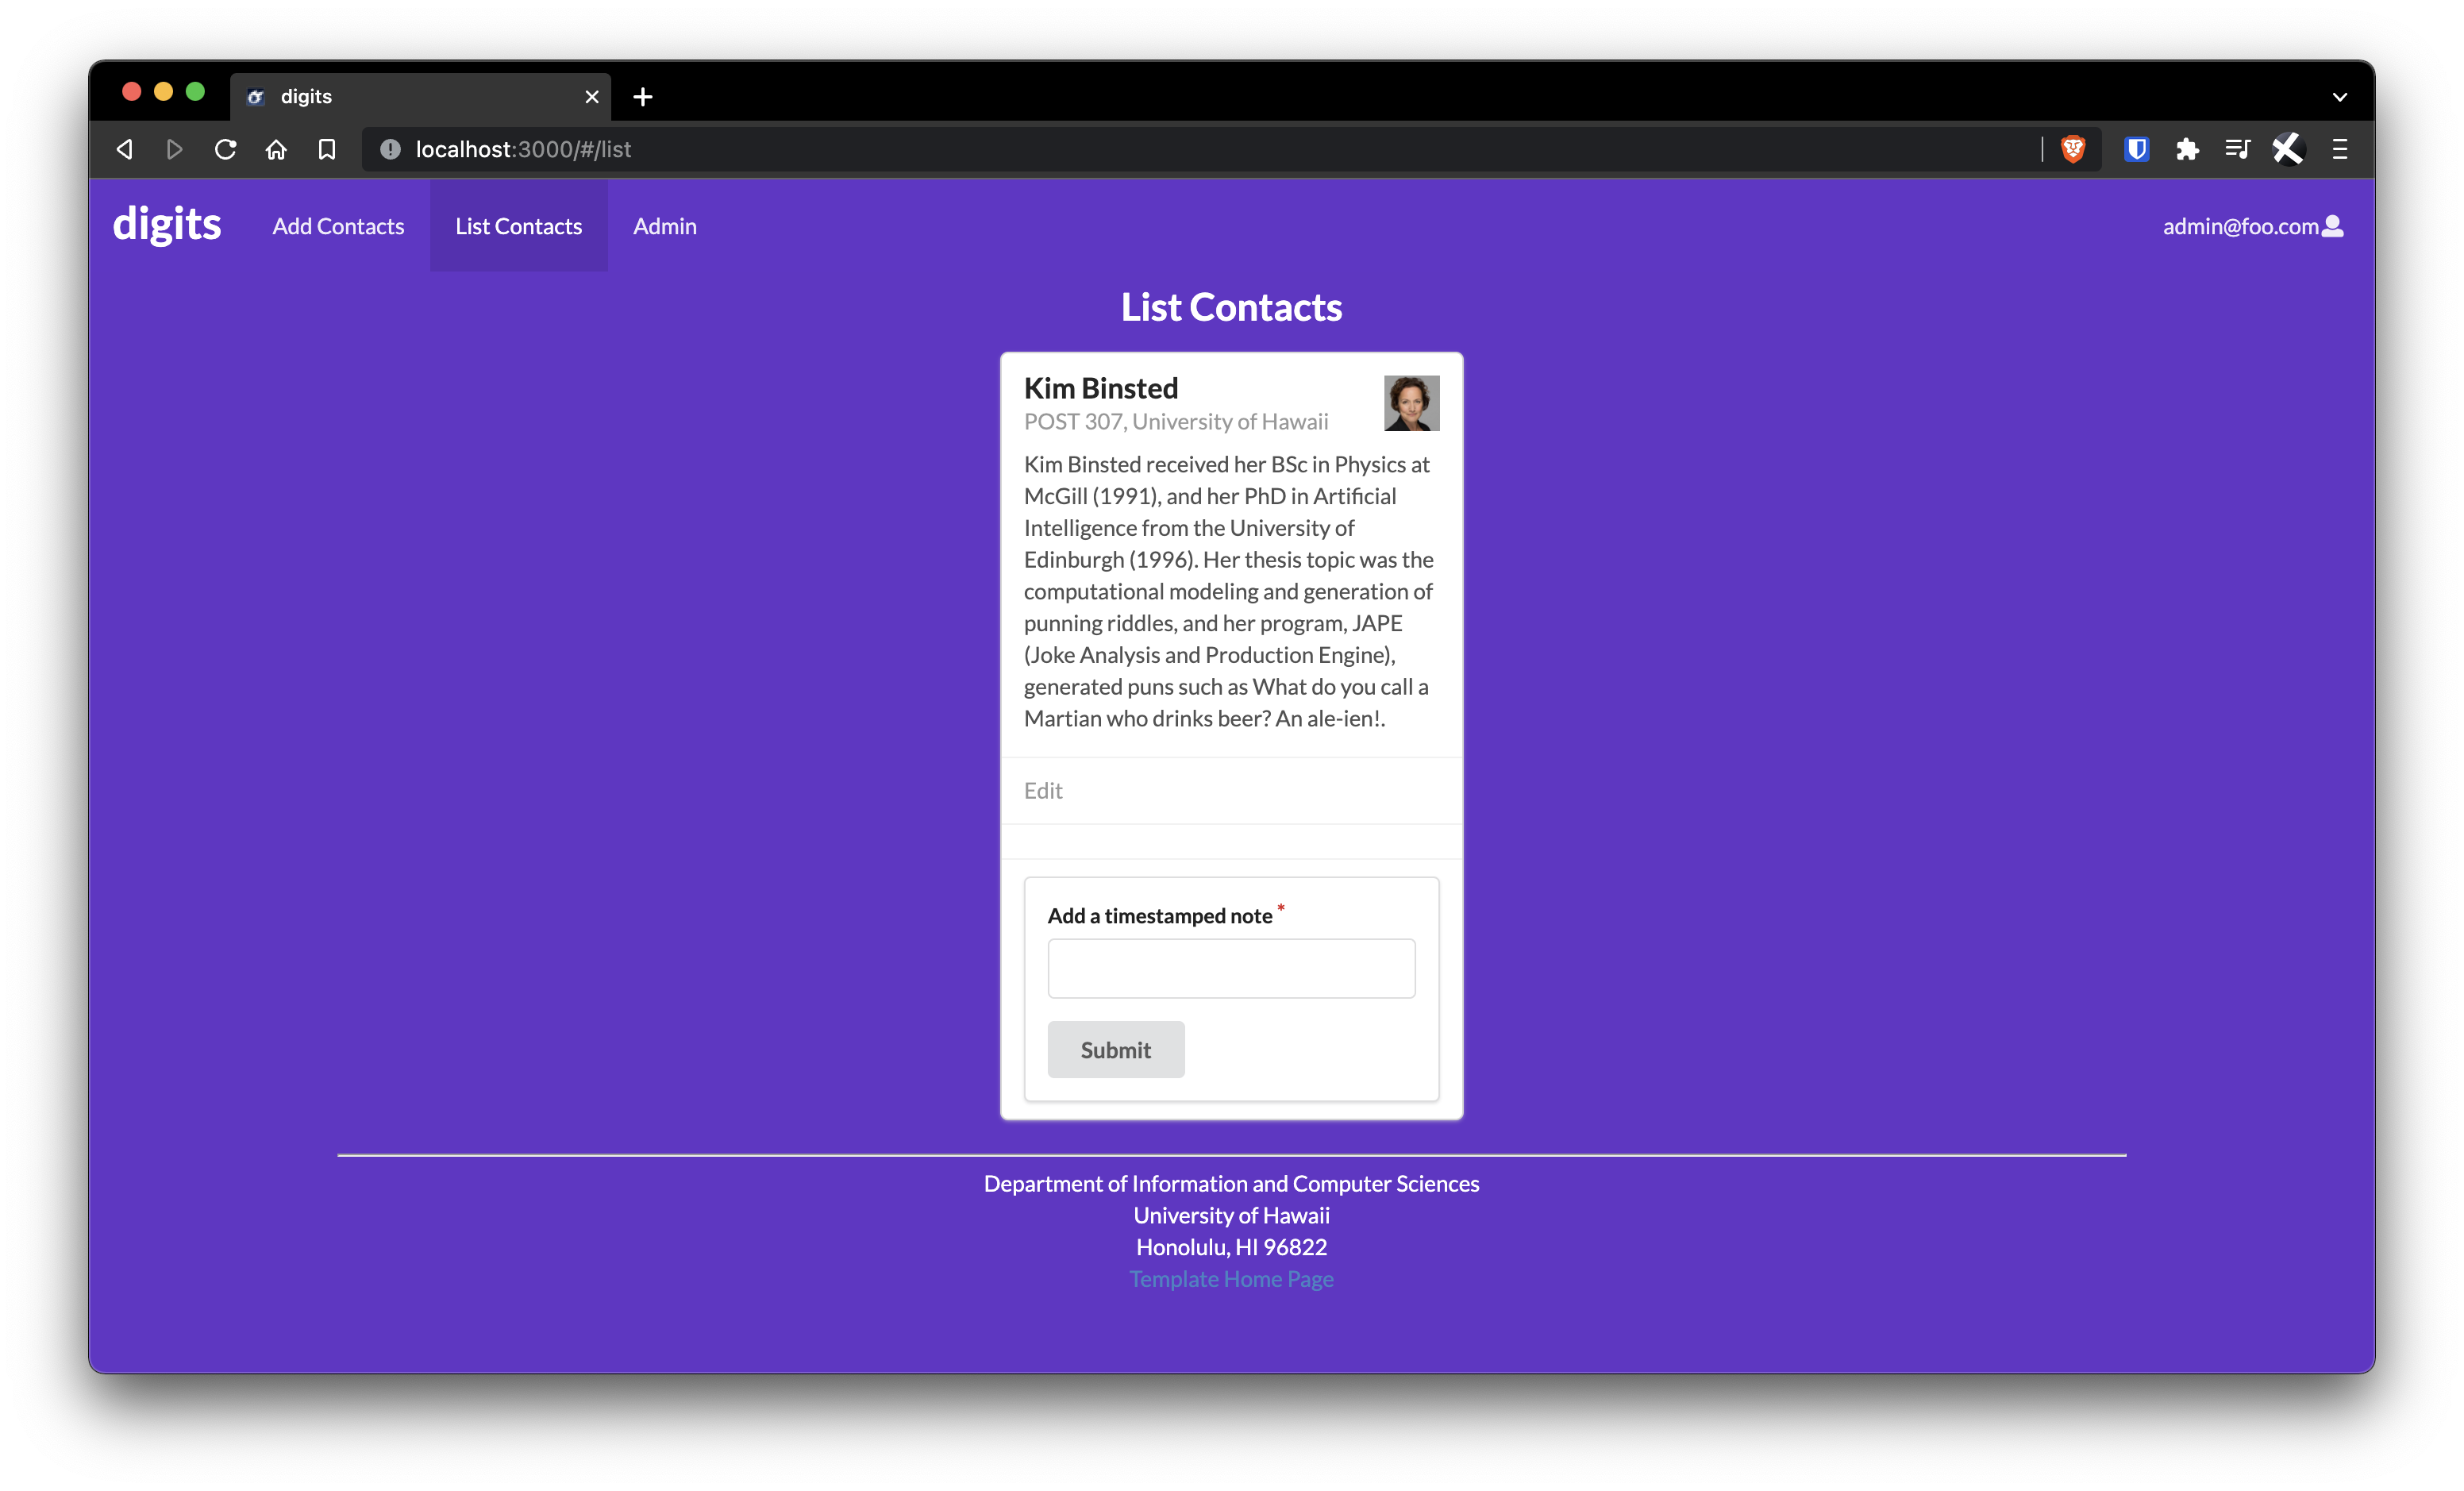 digits
localhost:3000/#/list
digits
Add Contacts
List Contacts
Admin
admin@foo.com
List Contacts
Kim Binsted
POST 307, University of Hawaii
Kim Binsted received her BSc in Physics at
McGill (1991), and her PhD in Artificial
Intelligence from the University of
Edinburgh (1996). Her thesis topic was the
computational modeling and generation of
punning riddles, and her program, JAPE
(Joke Analysis and Production Engine),
generated puns such as What do you call a
Martian who drinks beer? An ale-ien!.
Edit
Add a timestamped note *
Submit
Department of Information and Computer Sciences
University of Hawaii
Honolulu, HI 96822
Template Home Page